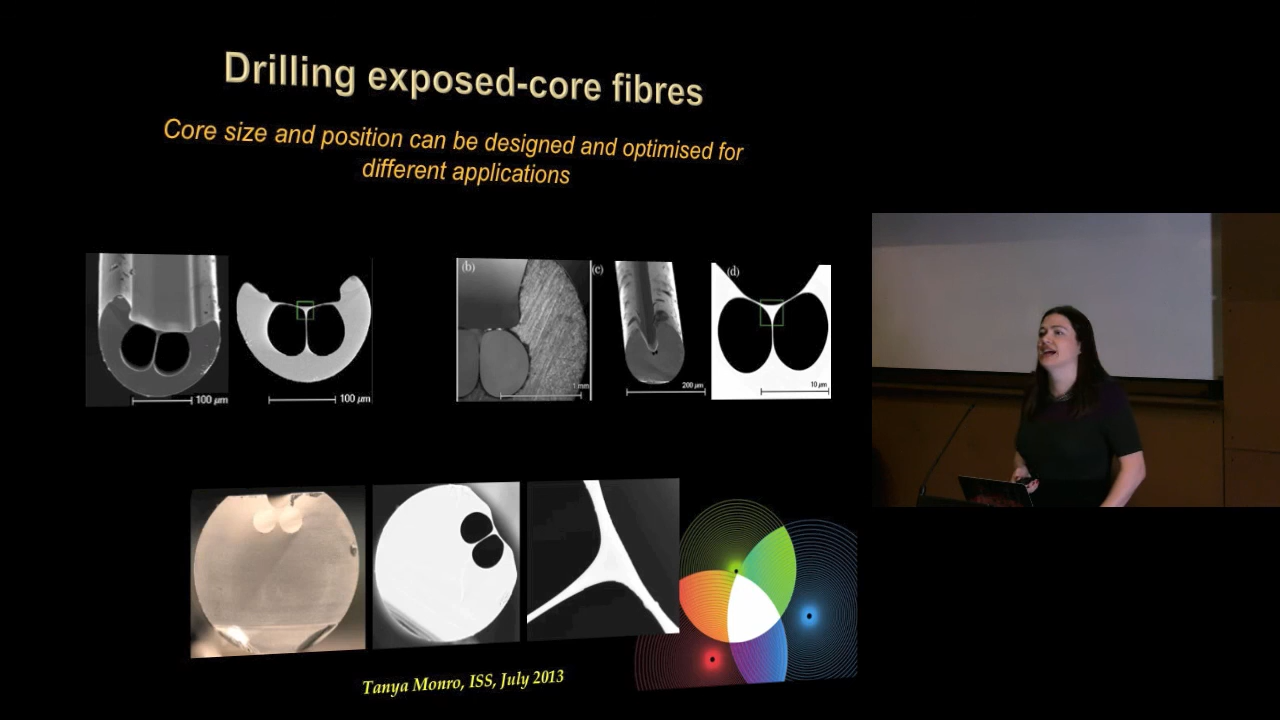 Drilling exposed-core fibres
Core size and position can be designed and optimised for
different applications
(b)
(c)
(d)
100 µm
100 µm
1 mm
200 µm
10 µm
Tanya Monro, ISS, July 2013